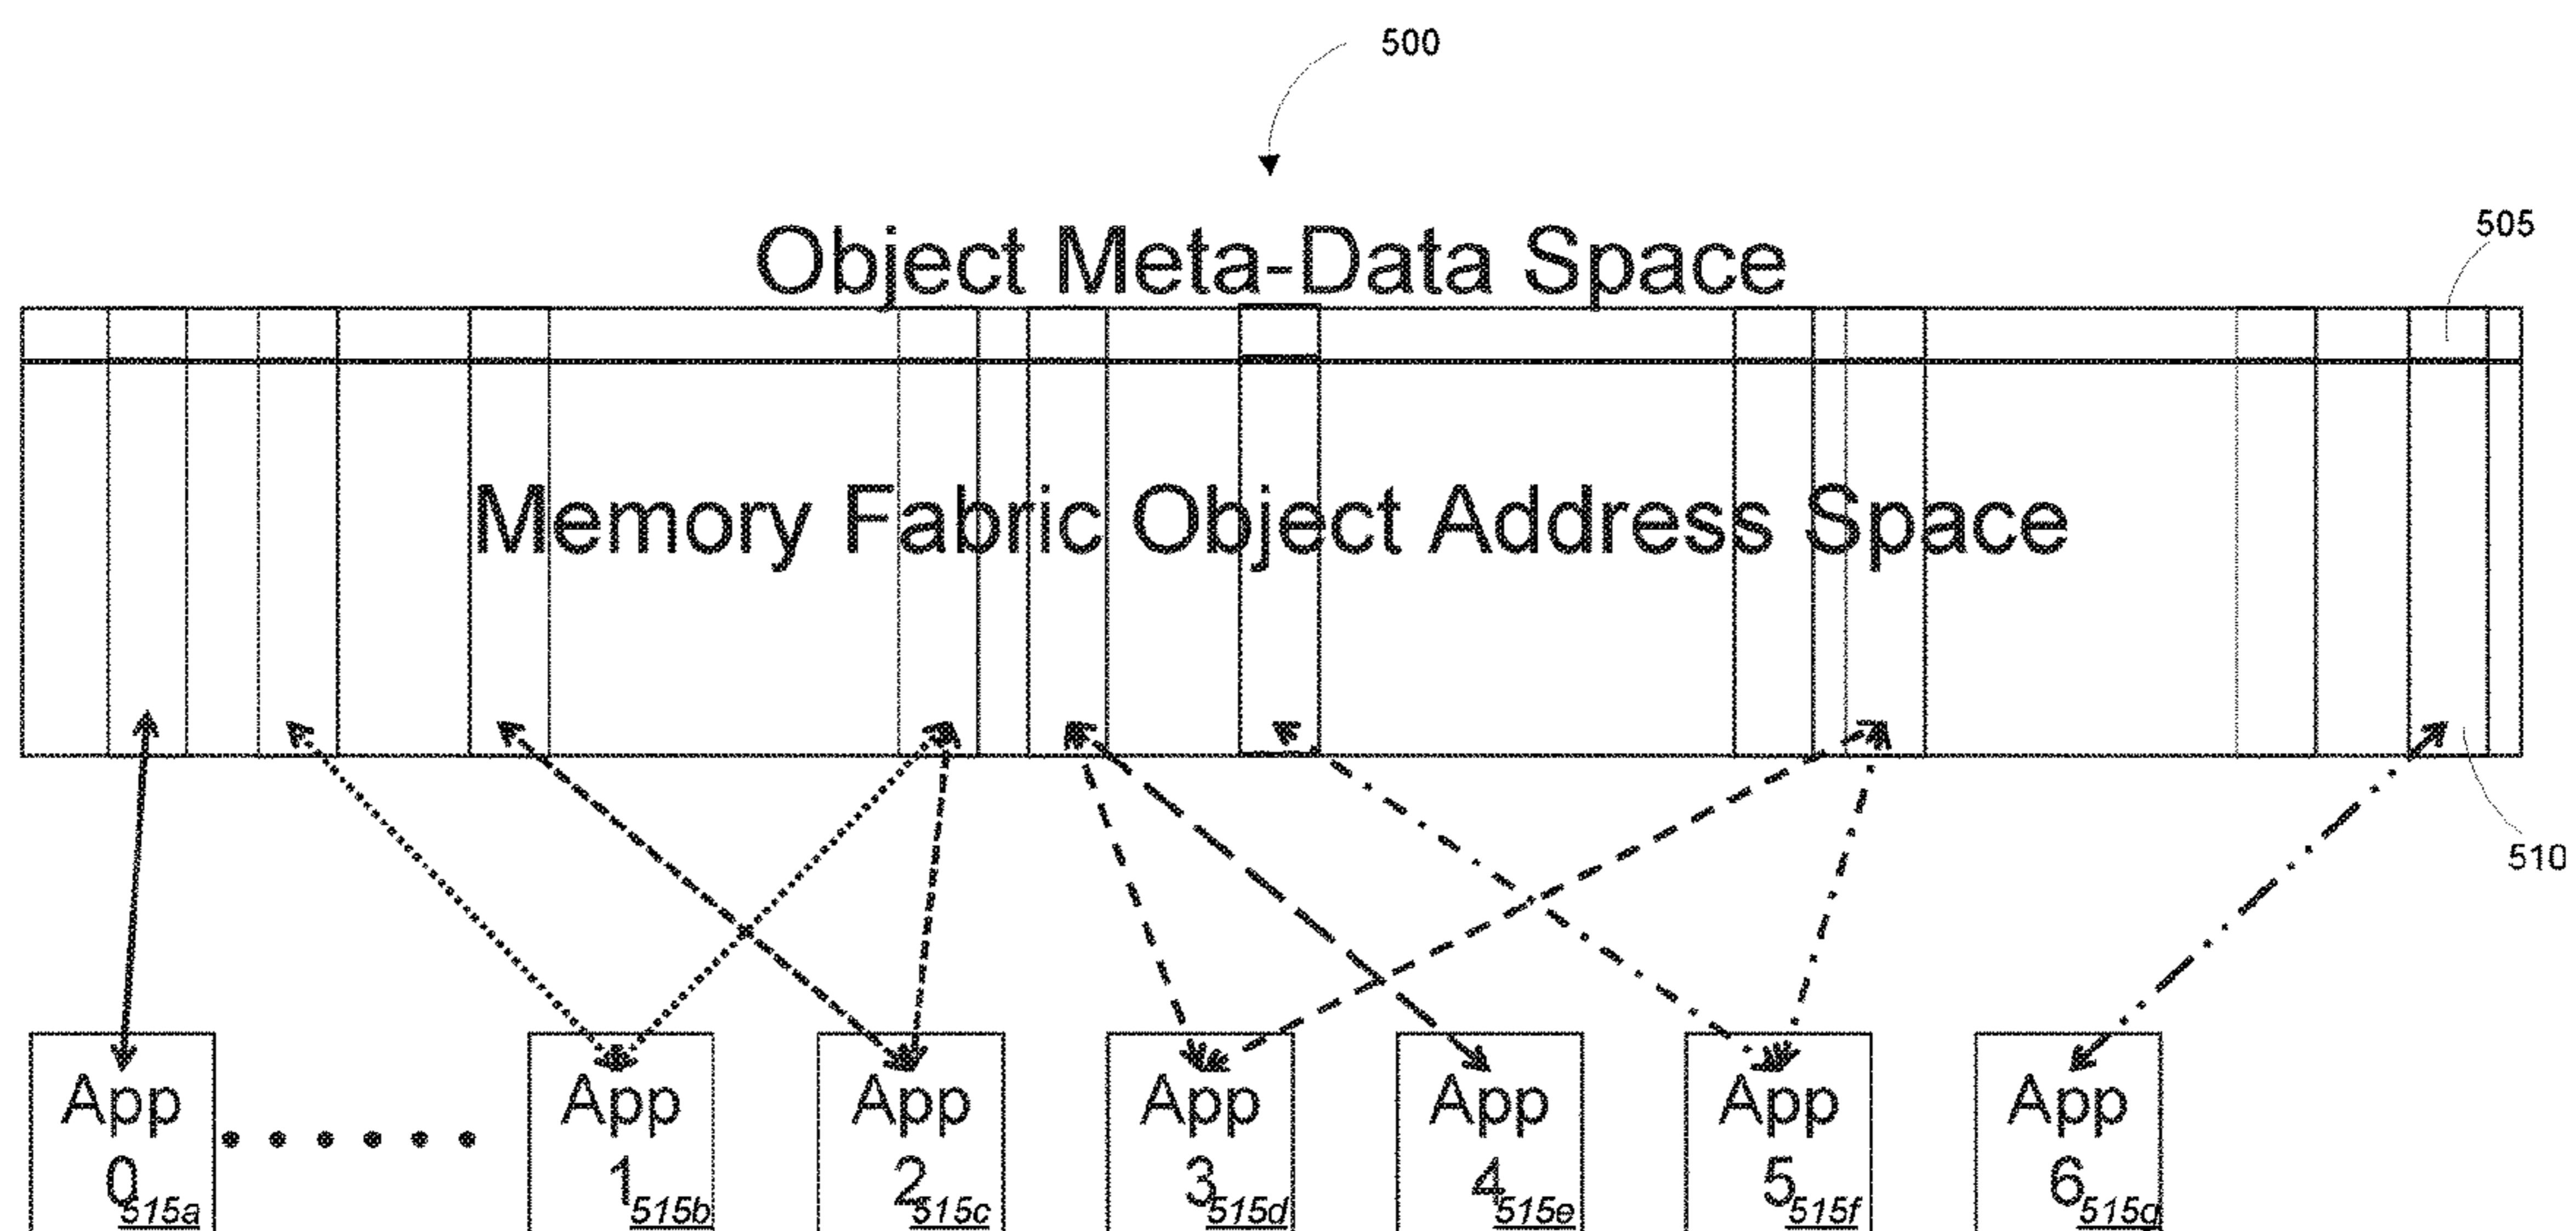 500
Object Meta-Data Space
505
Memory Fabric Object Address Space
510
App
0
515a
App
1
515b
App
2
515c
App
3
515d
App
4
515e
App
5
515f
App
6
515g